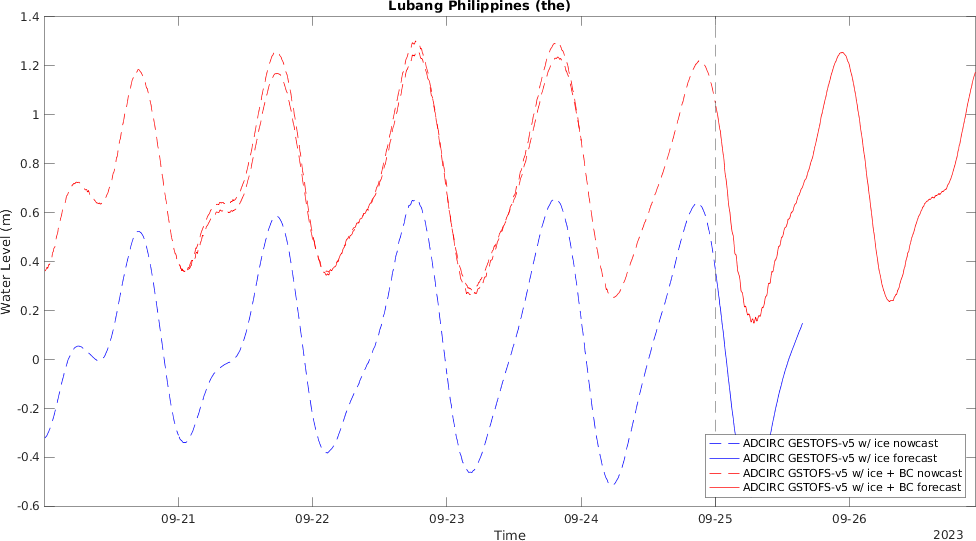 Lubang Philippines (the)
1.4
1.2
1
0.8
0.6
0.4
0.2
0
-0.2
-0.4
-0.6
Water Level (m)
ADCIRC GESTOFS-v5 w/ ice nowcast
ADCIRC GESTOFS-v5 w/ ice forecast
ADCIRC GSTOFS-v5 w/ ice + BC nowcast
ADCIRC GSTOFS-v5 w/ ice + BC forecast
09-21 09-22 09-23 09-24 09-25 09-26
Time
2023